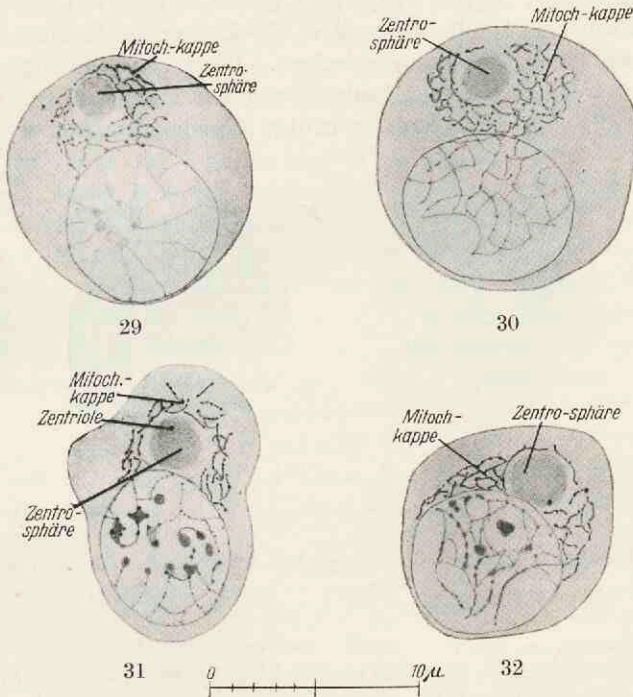 Mitoch.-kappe
Zentro-
sphäre
29
Zentro-
sphäre
Mitoch-kappe
30
Mitoch.-
kappe
Zentriole
Zentro-
sphäre
31
Mitoch-
kappe
Zentro-sphäre
32
0
10 μ